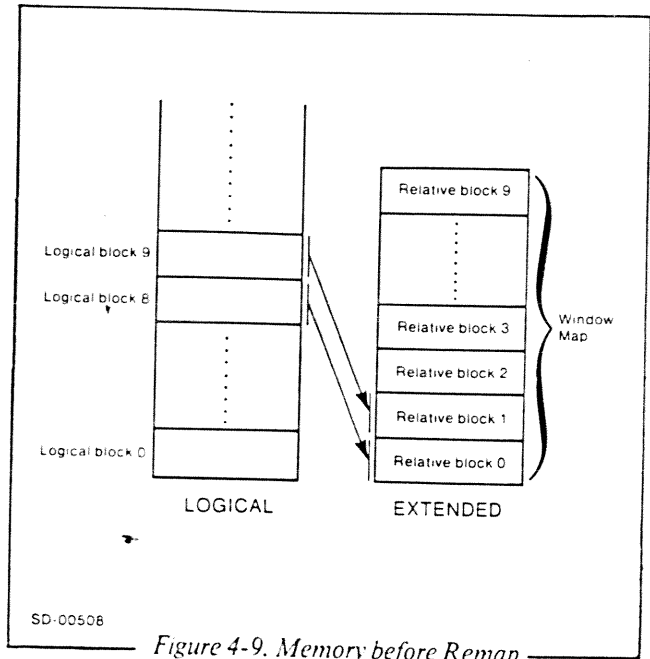 Logical block 9
Logical block 8
Logical block 0
LOGICAL
Relative block 9
Relative block 3
Relative block 2
Relative block 1
Relative block 0
EXTENDED
Window
Map
SD-00508
Figure 4-9. Memory before Remap